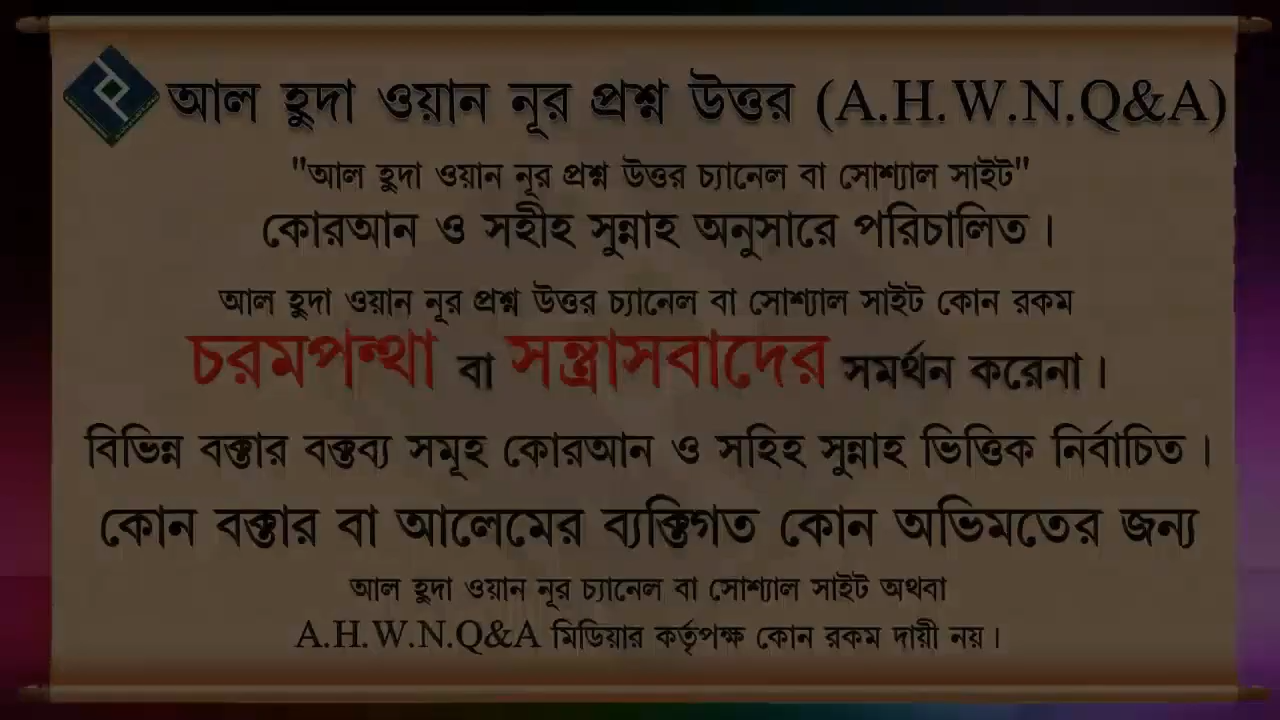 আল হুদা ওয়ান নূর প্রশ্ন উত্তর (A.H.W.N.Q&A)
"আল হুদা ওয়ান নূর প্রশ্ন উত্তর চ্যানেল বা সোশ্যাল সাইট"
কোরআন ও সহীহ সুন্নাহ অনুসারে পরিচালিত।
আল হুদা ওয়ান নূর প্রশ্ন উত্তর চ্যানেল বা সোশ্যাল সাইট কোন রকম
চরমপন্থা বা সন্ত্রাসবাদের সমর্থন করেনা।
বিভিন্ন বক্তার বক্তব্য সমূহ কোরআন ও সহিহ সুন্নাহ ভিত্তিক নির্বাচিত।
কোন বক্তার বা আলেমের ব্যক্তিগত কোন অভিমতের জন্য
আল হুদা ওয়ান নূর চ্যানেল বা সোশ্যাল সাইট অথবা
A.H.W.N.Q&A মিডিয়ার কর্তৃপক্ষ কোন রকম দায়ী নয়।